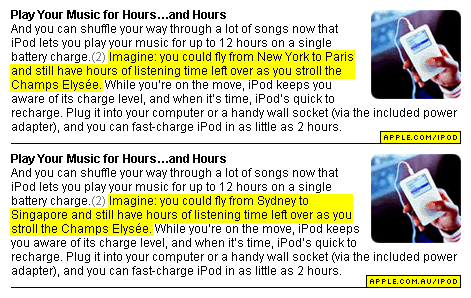 Play Your Music for Hours...and Hours
And you can shuffle your way through a lot of songs now that
iPod lets you play your music for up to 12 hours on a single
battery charge.(2) Imagine: you could fly from New York to Paris
and still have hours of listening time left over as you stroll the
Champs Elysée. While you're on the move, iPod keeps you
aware of its charge level, and when it's time, iPod's quick to
recharge. Plug it into your computer or a handy wall socket (via the included power
adapter), and you can fast-charge iPod in as little as 2 hours.
APPLE.COM/IPOD
Play Your Music for Hours...and Hours
And you can shuffle your way through a lot of songs now that
iPod lets you play your music for up to 12 hours on a single
battery charge.(2) Imagine: you could fly from Sydney to
Singapore and still have hours of listening time left over as you
stroll the Champs Elysée. While you're on the move, iPod keeps
you aware of its charge level, and when it's time, iPod's quick to
recharge. Plug it into your computer or a handy wall socket (via the included power
adapter), and you can fast-charge iPod in as little as 2 hours.
APPLE.COM.AU/IPOD